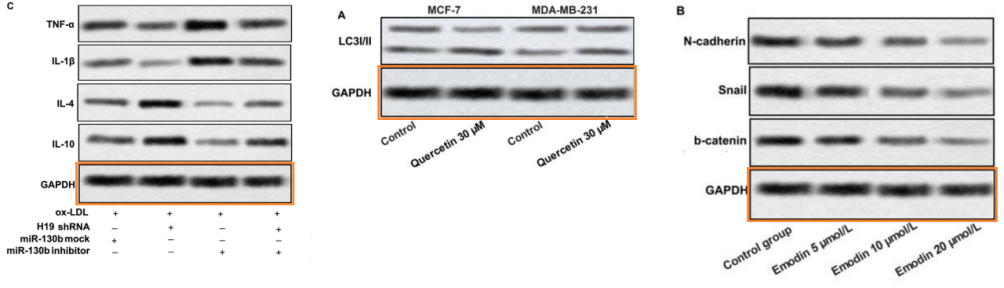 C
TNF-α
IL-1β
IL-4
IL-10
GAPDH
ox-LDL + + + +
H19 shRNA − + − +
miR-130b mock + − − −
miR-130b inhibitor − − + +
A
MCF-7 MDA-MB-231
LC3I/II
GAPDH
Control Quercetin 30 µM Control Quercetin 30 µM
B
N-cadherin
Snail
b-catenin
GAPDH
Control group Emodin 5 µmol/L Emodin 10 µmol/L Emodin 20 µmol/L